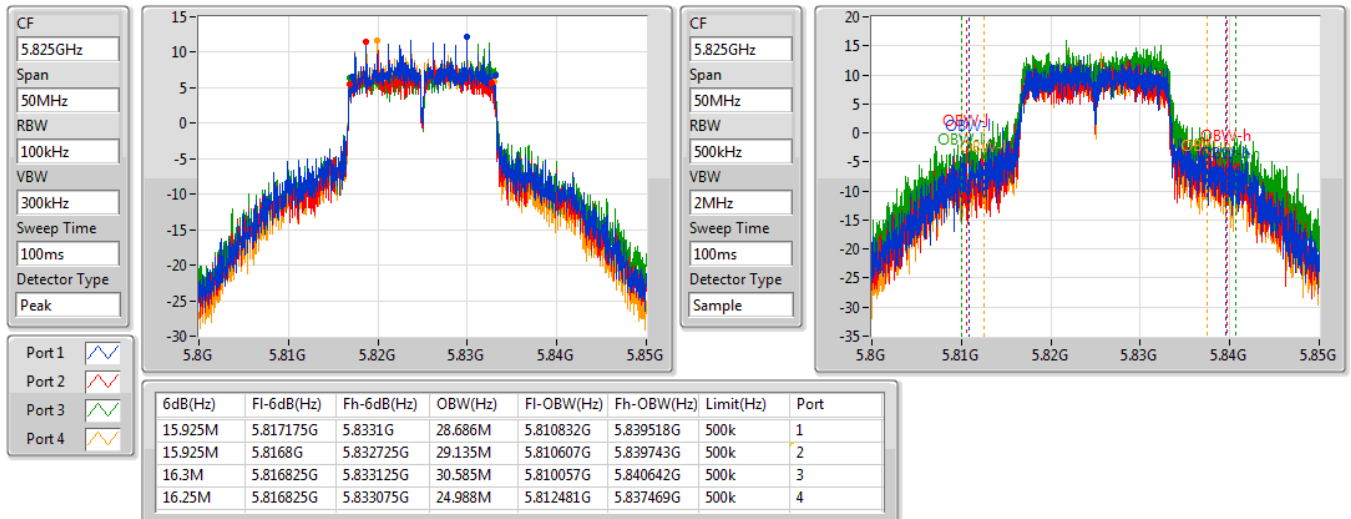 CF
5.825GHz
Span
50MHz
RBW
100kHz
VBW
300kHz
Sweep Time
100ms
Detector Type
Peak
15
10
5
0
-5
-10
-15
-20
-25
-30
5.8G 5.81G 5.82G 5.83G 5.84G 5.85G
CF
5.825GHz
Span
50MHz
RBW
500kHz
VBW
2MHz
Sweep Time
100ms
Detector Type
Sample
20
15
10
5
0
-5
-10
-15
-20
-25
-30
-35
OBW-l
OBW-l
OBW-h
5.8G 5.81G 5.82G 5.83G 5.84G 5.85G
Port 1
Port 2
Port 3
Port 4
6dB(Hz) Fl-6dB(Hz) Fh-6dB(Hz) OBW(Hz) Fl-OBW(Hz) Fh-OBW(Hz) Limit(Hz) Port
15.925M 5.817175G 5.8331G 28.686M 5.810832G 5.839518G 500k 1
15.925M 5.8168G 5.832725G 29.135M 5.810607G 5.839743G 500k 2
16.3M 5.816825G 5.833125G 30.585M 5.810057G 5.840642G 500k 3
16.25M 5.816825G 5.833075G 24.988M 5.812481G 5.837469G 500k 4